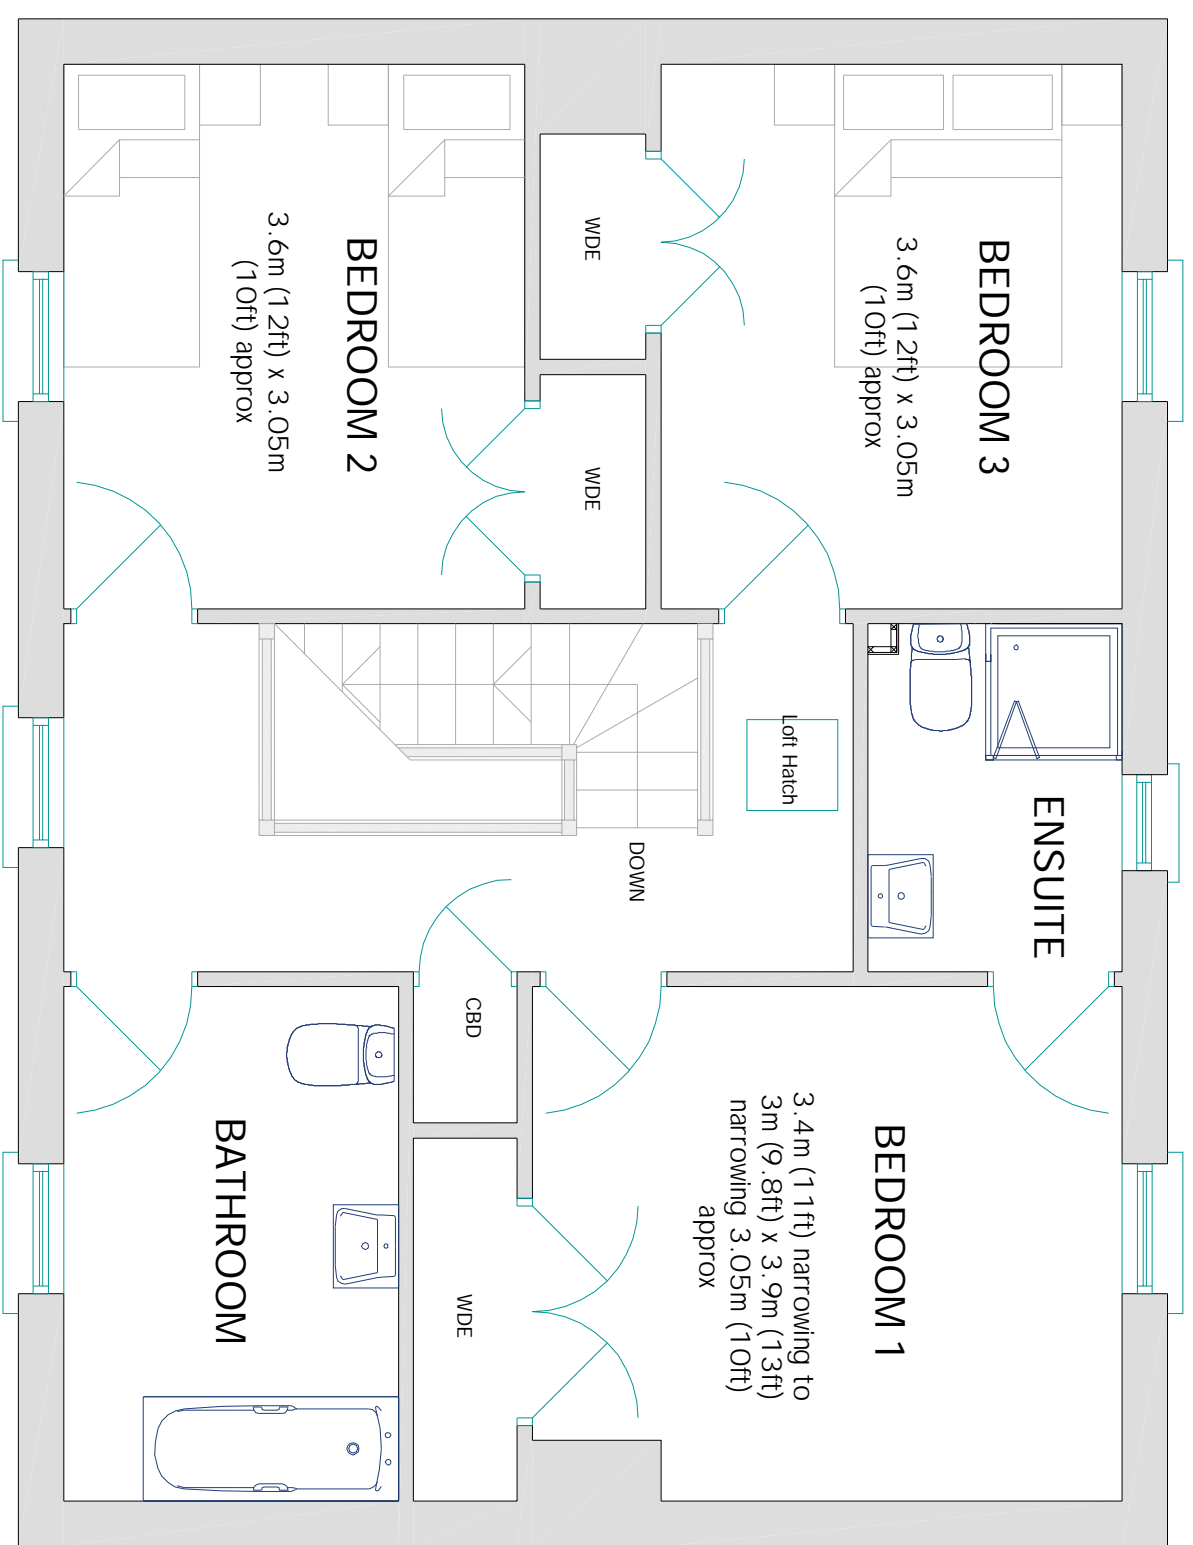 BEDROOM 3
3.6m (12ft) x 3.05m
(10ft) approx
WDE
BEDROOM 2
3.6m (12ft) x 3.05m
(10ft) approx
WDE
ENSUITE
Loft Hatch
DOWN
CBD
BEDROOM 1
3.4m (11ft) narrowing to
3m (9.8ft) x 3.9m (13ft)
narrowing 3.05m (10ft)
approx
WDE
BATHROOM